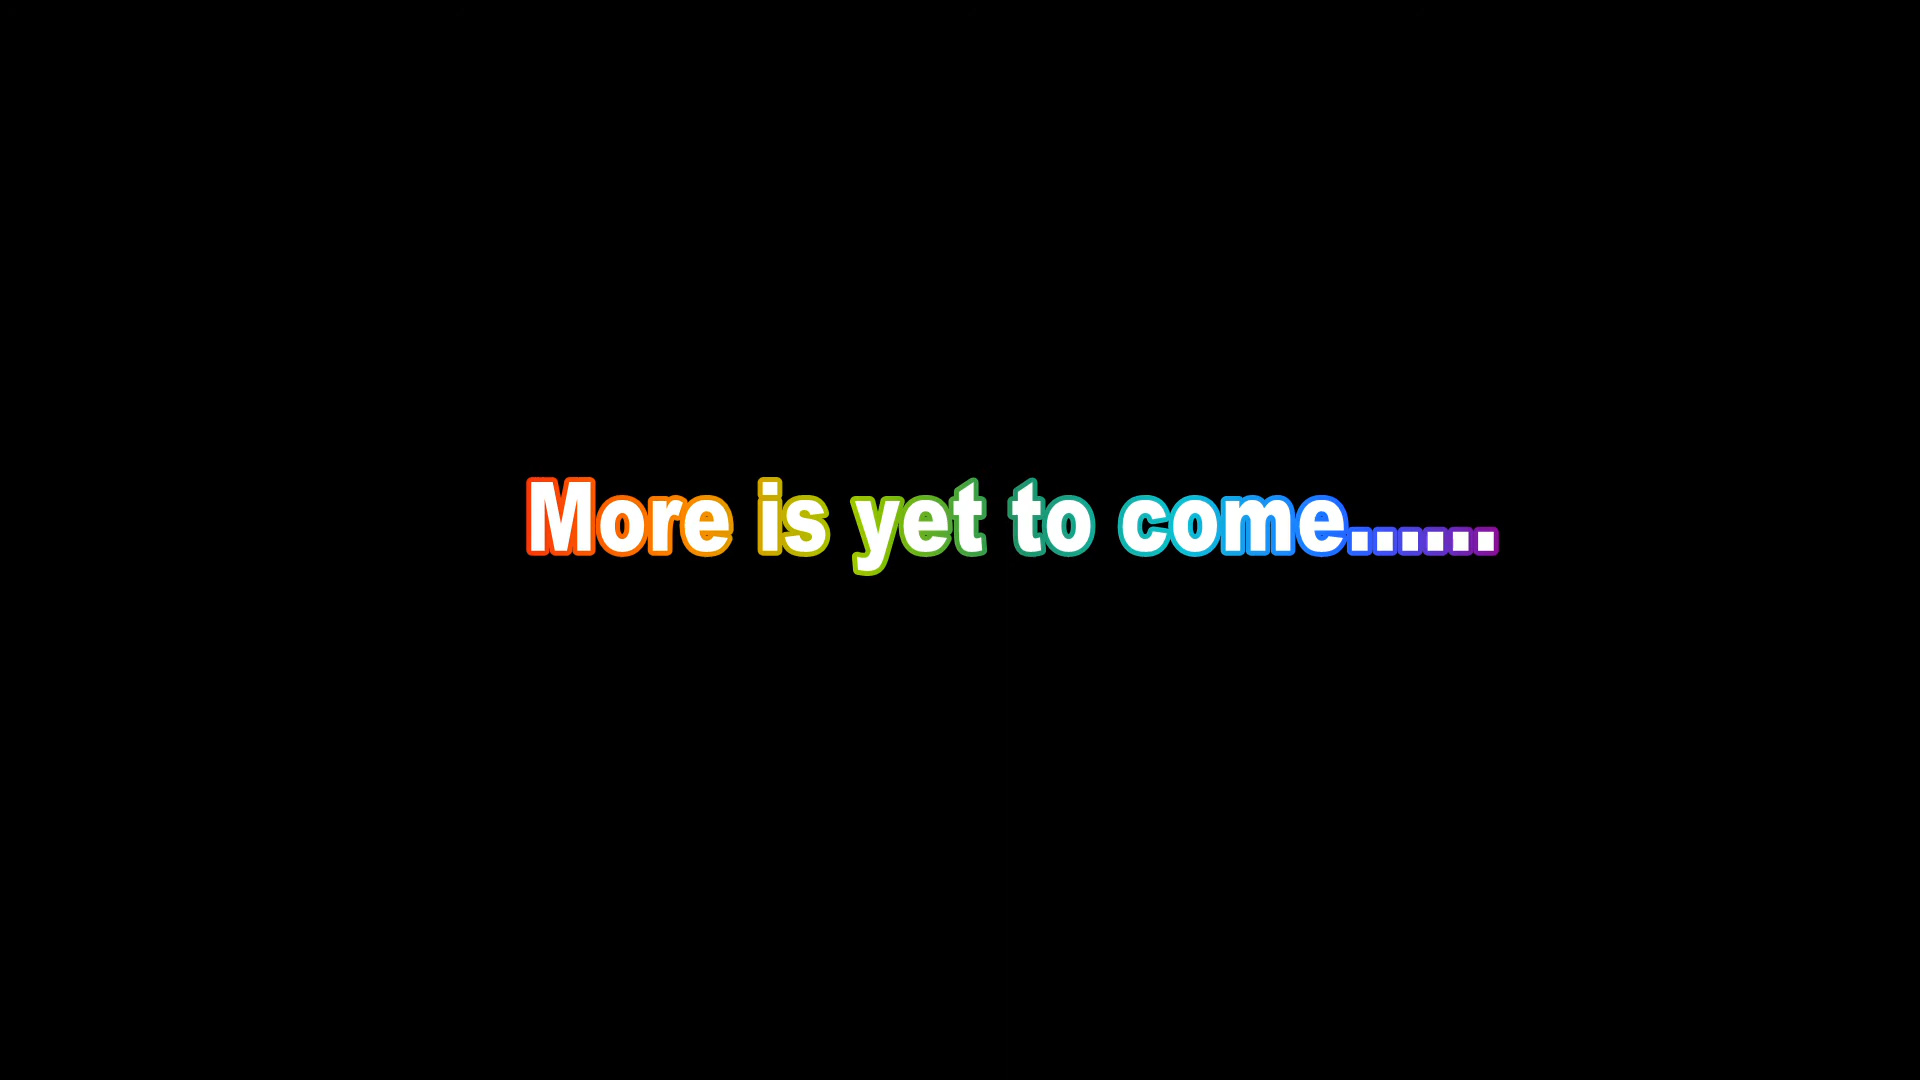 More is yet to come......